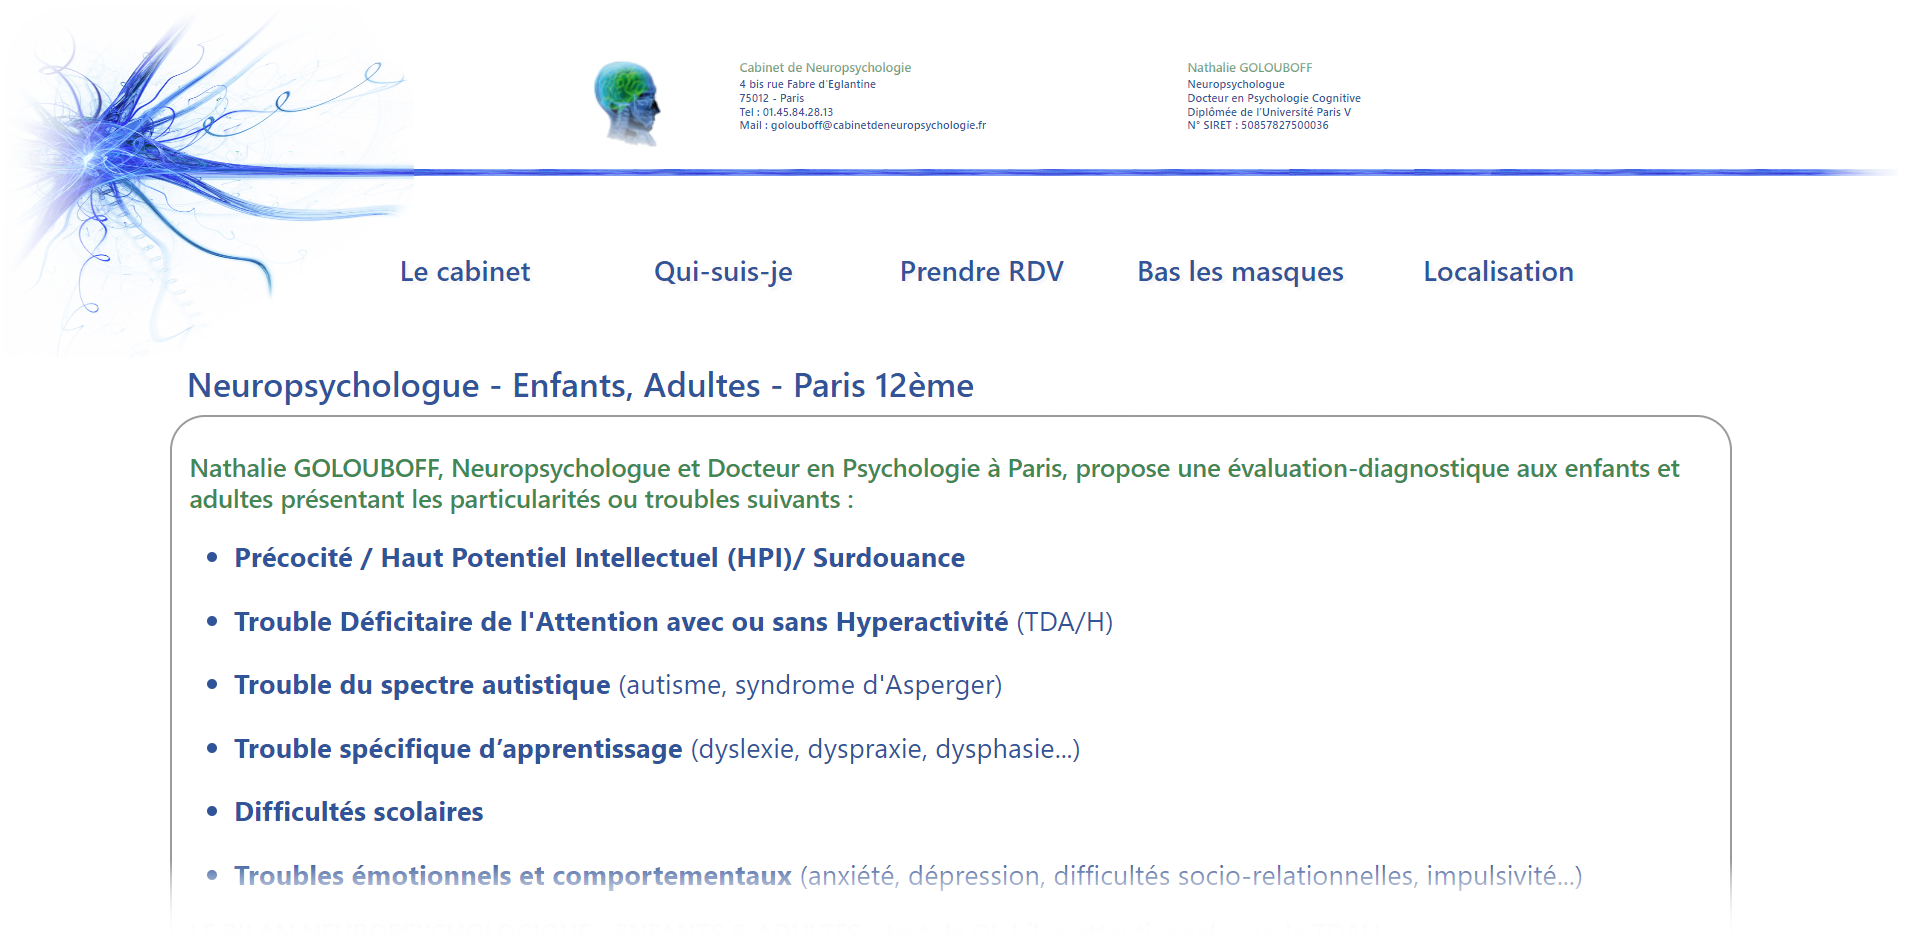 Cabinet de Neuropsychologie
4 bis rue Fabre d'Eglantine
75012 - Paris
Tel : 01.45.84.28.13
Mail : golouboff@cabinetdeneuropsychologie.fr
Nathalie GOLOUBOFF
Neuropsychologue
Docteur en Psychologie Cognitive
Diplômée de l'Université Paris V
N° SIRET : 50857827500036
Le cabinet
Qui-suis-je
Prendre RDV
Bas les masques
Localisation
Neuropsychologue - Enfants, Adultes - Paris 12ème
Nathalie GOLOUBOFF, Neuropsychologue et Docteur en Psychologie à Paris, propose une évaluation-diagnostique aux enfants et
adultes présentant les particularités ou troubles suivants :
• Précocité / Haut Potentiel Intellectuel (HPI)/ Surdouance
• Trouble Déficitaire de l'Attention avec ou sans Hyperactivité (TDA/H)
• Trouble du spectre autistique (autisme, syndrome d'Asperger)
• Trouble spécifique d’apprentissage (dyslexie, dyspraxie, dysphasie...)
• Difficultés scolaires
• Troubles émotionnels et comportementaux (anxiété, dépression, difficultés socio-relationnelles, impulsivité...)